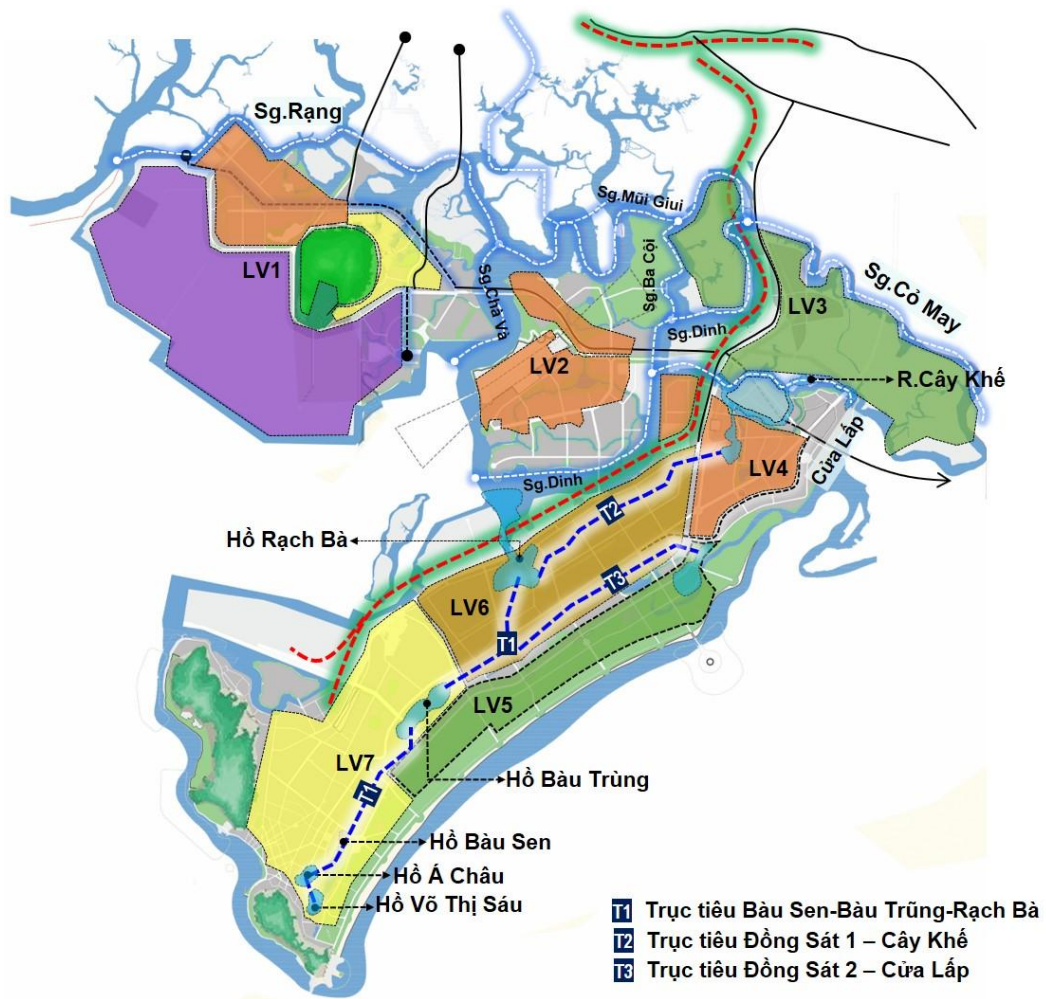 Sg.Rạng
Sg.Mũi Giui
Sg.Ba Cội
LV1
Sg.Chà Và
LV3
Sg.Cỏ May
Sg.Dinh
LV2
R.Cây Khế
Cửa Lấp
LV4
Sg.Dinh
T2
Hồ Rạch Bà
T3
LV6
T1
LV5
LV7
Hồ Bàu Trùng
T1
Hồ Bàu Sen
Hồ Á Châu
Hồ Võ Thị Sáu
T1 Trục tiêu Bàu Sen-Bàu Trũng-Rạch Bà
T2 Trục tiêu Đồng Sát 1 – Cây Khế
T3 Trục tiêu Đồng Sát 2 – Cửa Lấp